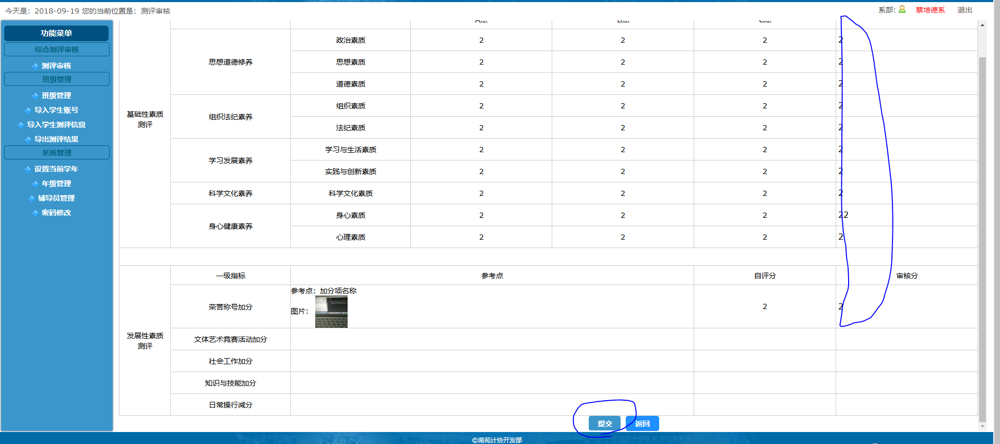 今天是：2018-09-19 您的当前位置是：测评审核
系部： 蔡培德系 退出
功能菜单
综合测评审核
测评审核
班级管理
班级管理
导入学生账号
导入学生测评信息
导出测评结果
系统管理
设置当前学年
年级管理
辅导员管理
密码修改
A点 B点 C点
基础性素质
测评
思想道德修养
政治素质 2 2 2 2
思想素质 2 2 2 2
道德素质 2 2 2 2
组织法纪素养
组织素质 2 2 2 2
法纪素质 2 2 2 2
学习发展素养
学习与生活素质 2 2 2 2
实践与创新素质 2 2 2 2
科学文化素养 科学文化素质 2 2 2 2
身心健康素养
身心素质 2 2 2 22
心理素质 2 2 2 2
发展性素质
测评
一级指标 参考点 自评分 审核分
荣誉称号加分
参考点：加分项名称
图片：
2 2
文体艺术竞赛活动加分
社会工作加分
知识与技能加分
日常操行减分
提交 返回
©南苑计协开发部